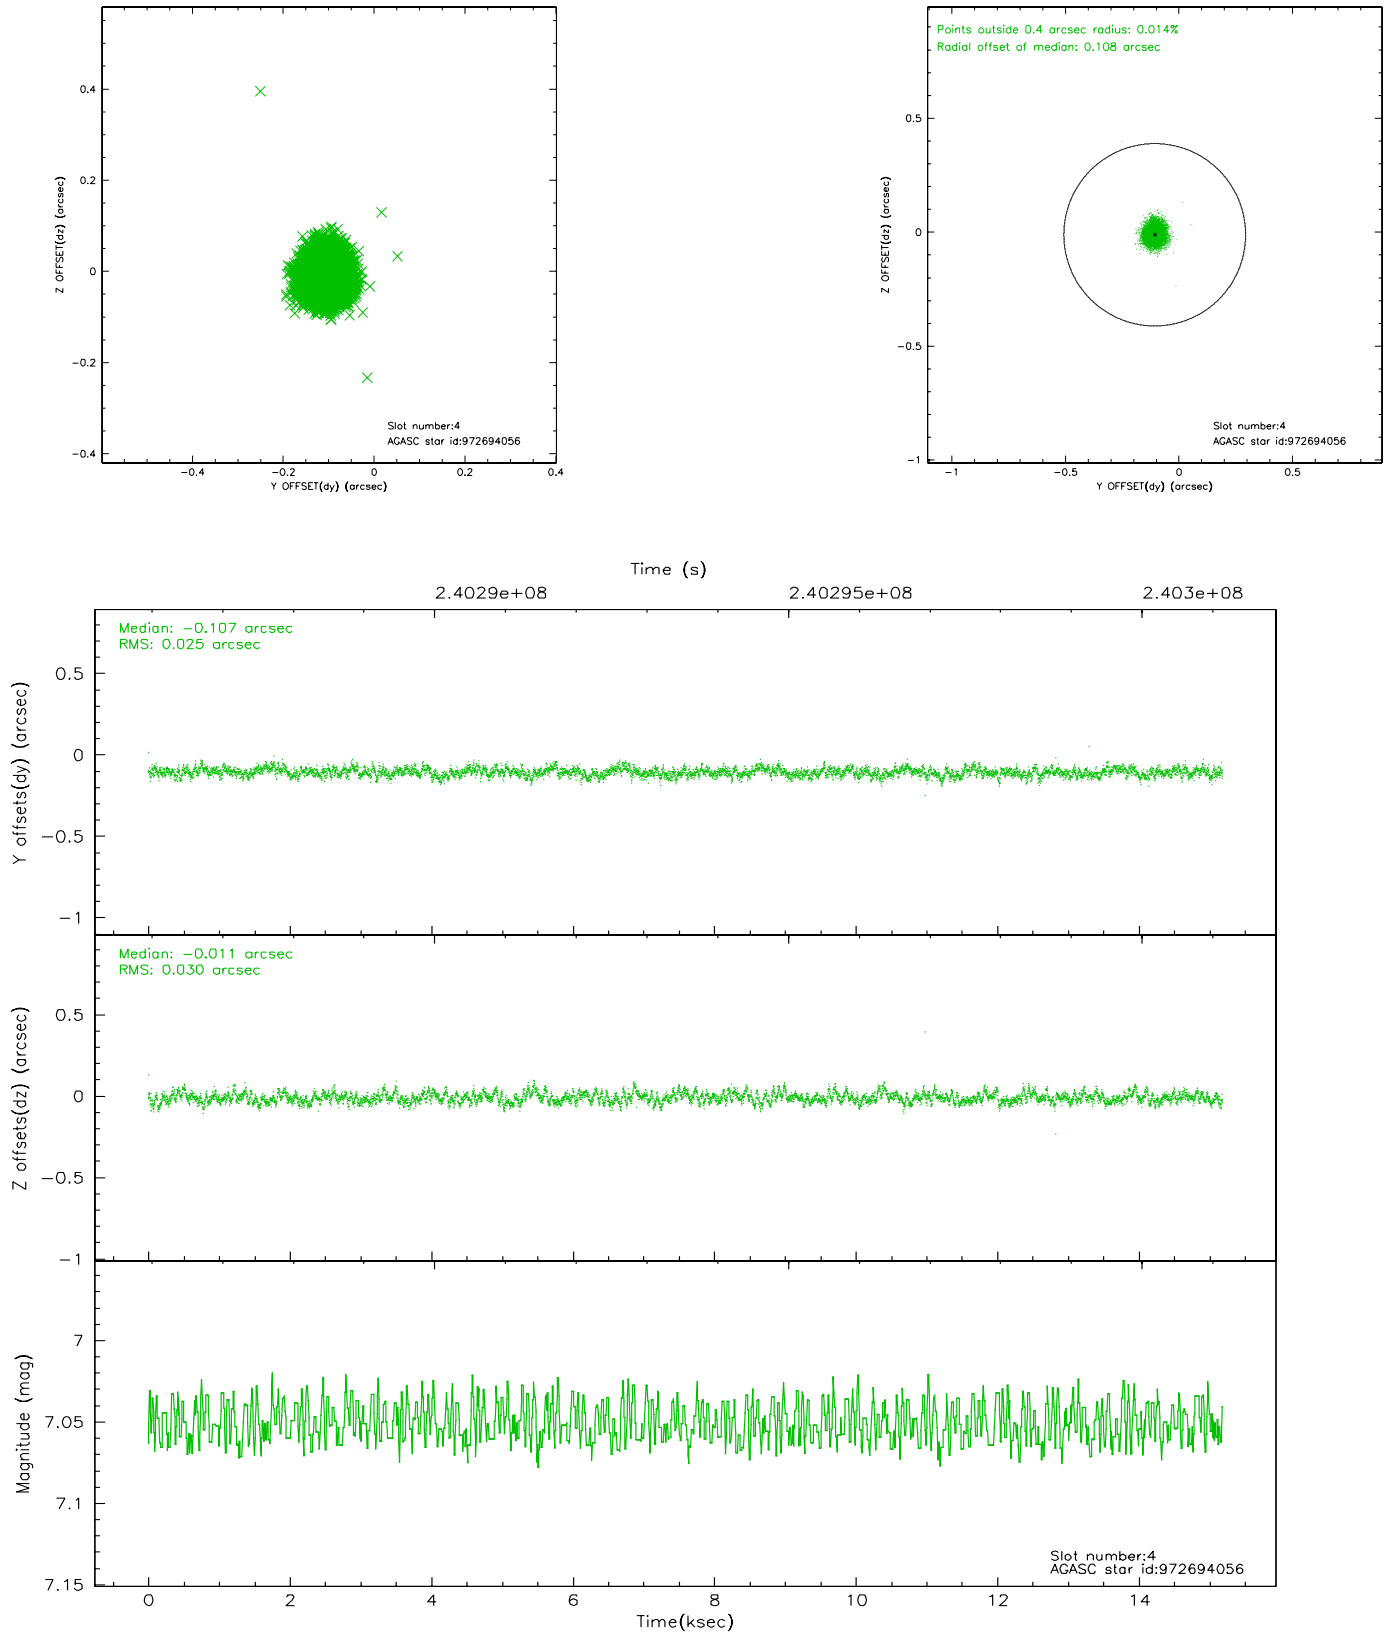 0.4
0.2
0
−0.2
−0.4
Z OFFSET(dz) (arcsec)
Slot number:4
AGASC star id:972694056
−0.4
−0.2
0
0.2
0.4
Y OFFSET(dy) (arcsec)
Points outside 0.4 arcsec radius: 0.014%
Radial offset of median: 0.108 arcsec
0.5
0
−0.5
−1
Z OFFSET(dz) (arcsec)
Slot number:4
AGASC star id:972694056
−1
−0.5
0
0.5
Y OFFSET(dy) (arcsec)
Time (s)
2.4029e+08
2.40295e+08
2.403e+08
Median: −0.107 arcsec
RMS: 0.025 arcsec
0.5
0
−0.5
−1
Y offsets(dy) (arcsec)
Median: −0.011 arcsec
RMS: 0.030 arcsec
0.5
0
−0.5
−1
Z offsets(dz) (arcsec)
7
7.05
7.1
7.15
Magnitude (mag)
Slot number:4
AGASC star id:972694056
0
2
4
6
8
10
12
14
Time(ksec)